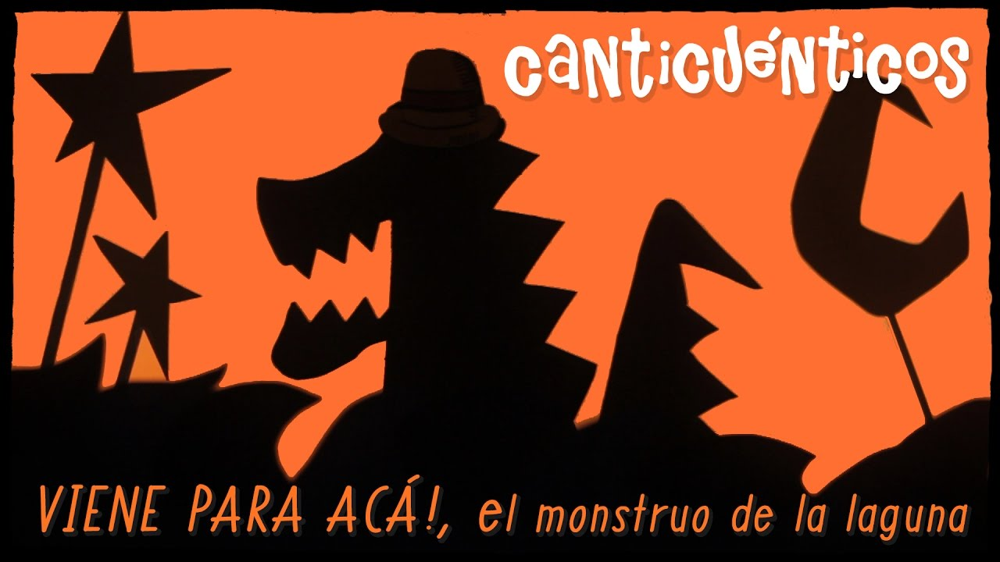 CANTICUÉNTICOS
VIENE PARA ACÁ!, el monstruo de la laguna